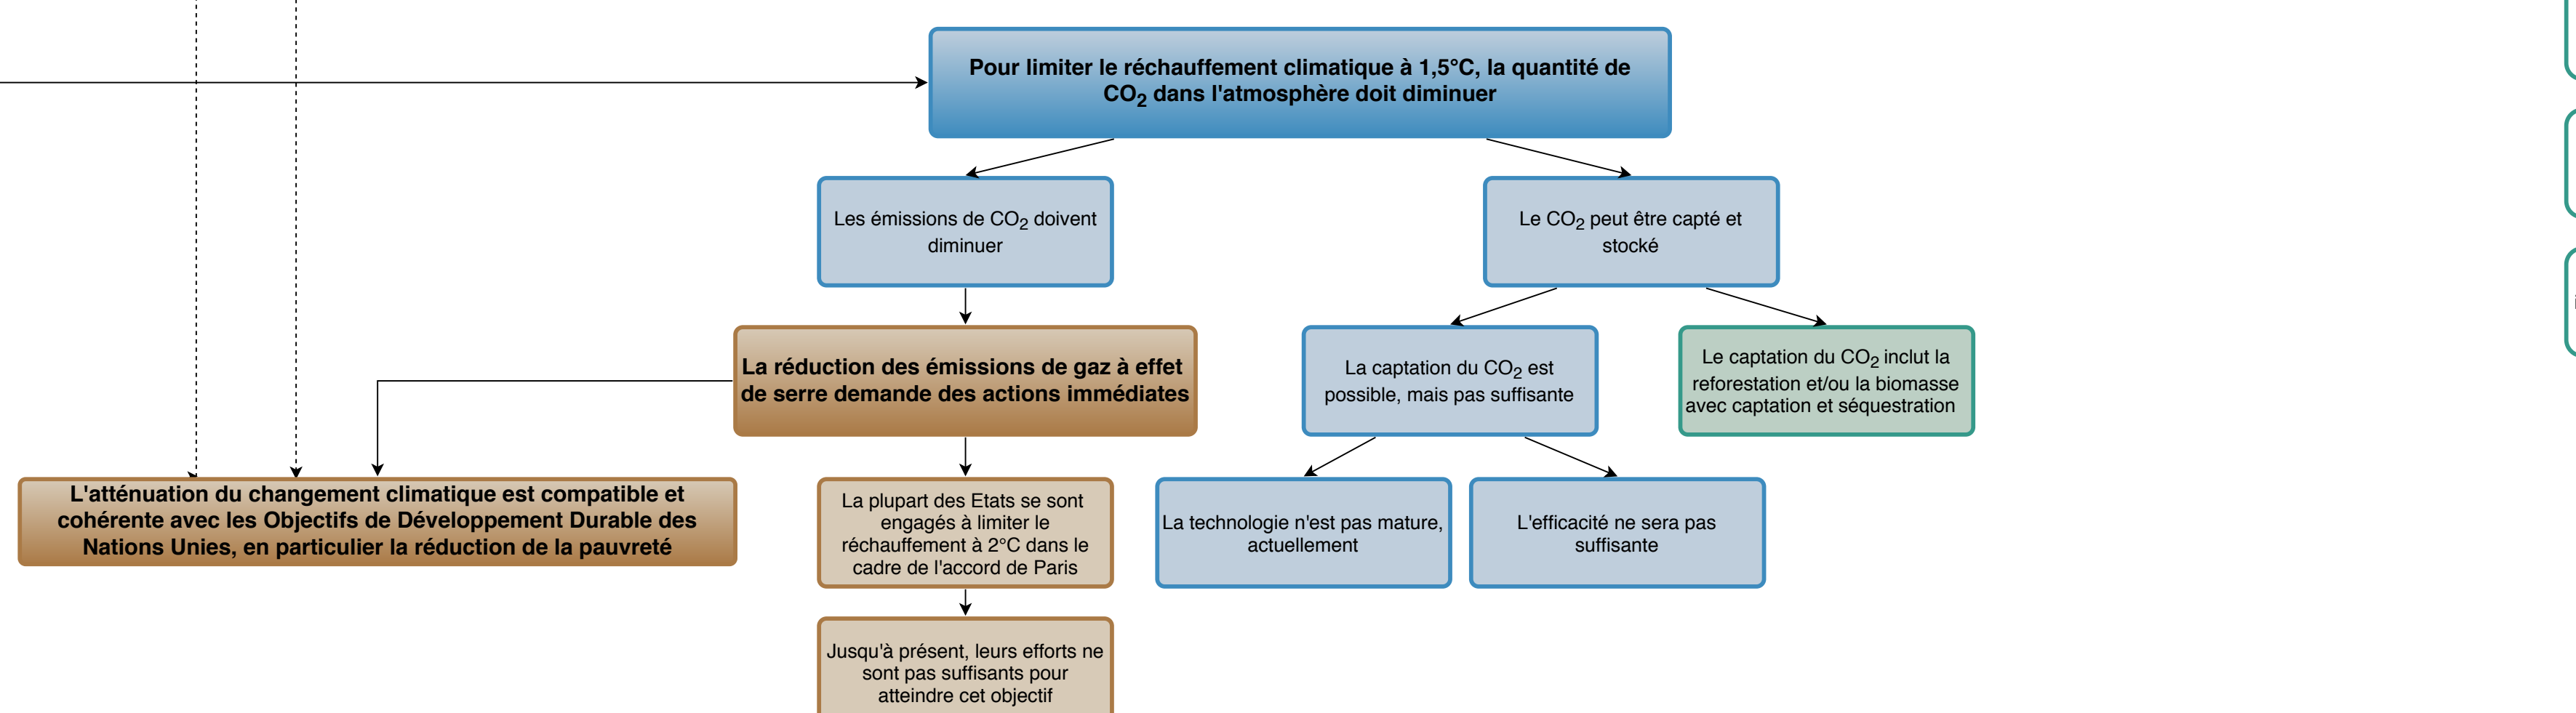 Pour limiter le réchauffement climatique à 1,5°C, la quantité de
CO₂ dans l'atmosphère doit diminuer
Les émissions de CO₂ doivent
diminuer
Le CO₂ peut être capté et
stocké
La réduction des émissions de gaz à effet
de serre demande des actions immédiates
La captation du CO₂ est
possible, mais pas suffisante
Le captation du CO₂ inclut la
reforestation et/ou la biomasse
avec captation et séquestration
L'atténuation du changement climatique est compatible et
cohérente avec les Objectifs de Développement Durable des
Nations Unies, en particulier la réduction de la pauvreté
La plupart des Etats se sont
engagés à limiter le
réchauffement à 2°C dans le
cadre de l'accord de Paris
La technologie n'est pas mature,
actuellement
L'efficacité ne sera pas
suffisante
Jusqu'à présent, leurs efforts ne
sont pas suffisants pour
atteindre cet objectif